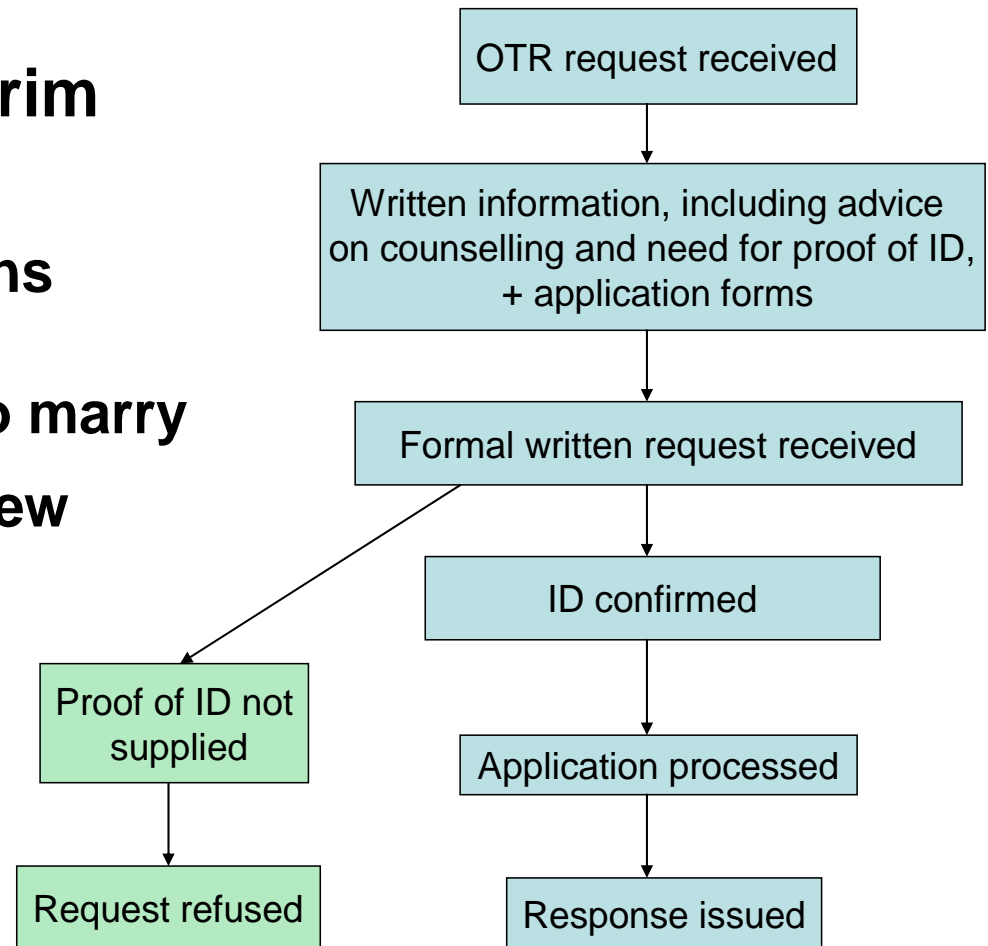 rim
ns
o marry
ew
OTR request received
Written information, including advice
on counselling and need for proof of ID,
+ application forms
Formal written request received
ID confirmed
Proof of ID not
supplied
Application processed
Request refused
Response issued